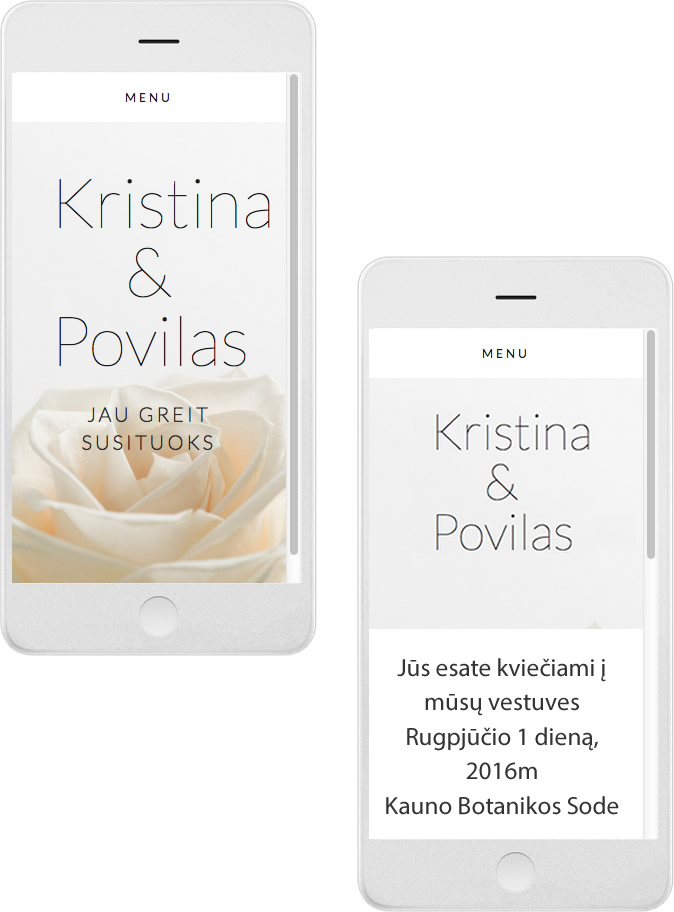 MENU
Kristina
&
Povilas
JAU GREIT
SUSITUOKS
MENU
Kristina
&
Povilas
Jūs esate kviečiami į
mūsų vestuves
Rugpjūčio 1 dieną,
2016m
Kauno Botanikos Sode